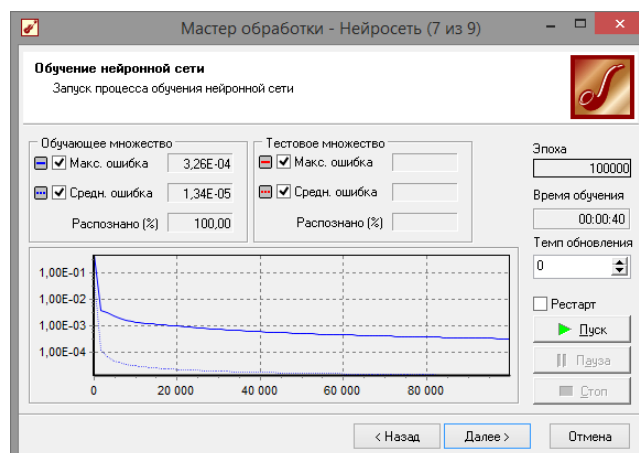 Мастер обработки - Нейросеть (7 из 9)
Обучение нейронной сети
Запуск процесса обучения нейронной сети
Обучающее множество
Макс. ошибка 3,26E-04
Средн. ошибка 1,34E-05
Распознано (%) 100,00
Тестовое множество
Макс. ошибка
Средн. ошибка
Распознано (%)
Эпоха
100000
Время обучения
00:00:40
Темп обновления
0
Рестарт
Пуск
Пауза
Стоп
1,00E-01
1,00E-02
1,00E-03
1,00E-04
0 20 000 40 000 60 000 80 000
< Назад Далее > Отмена